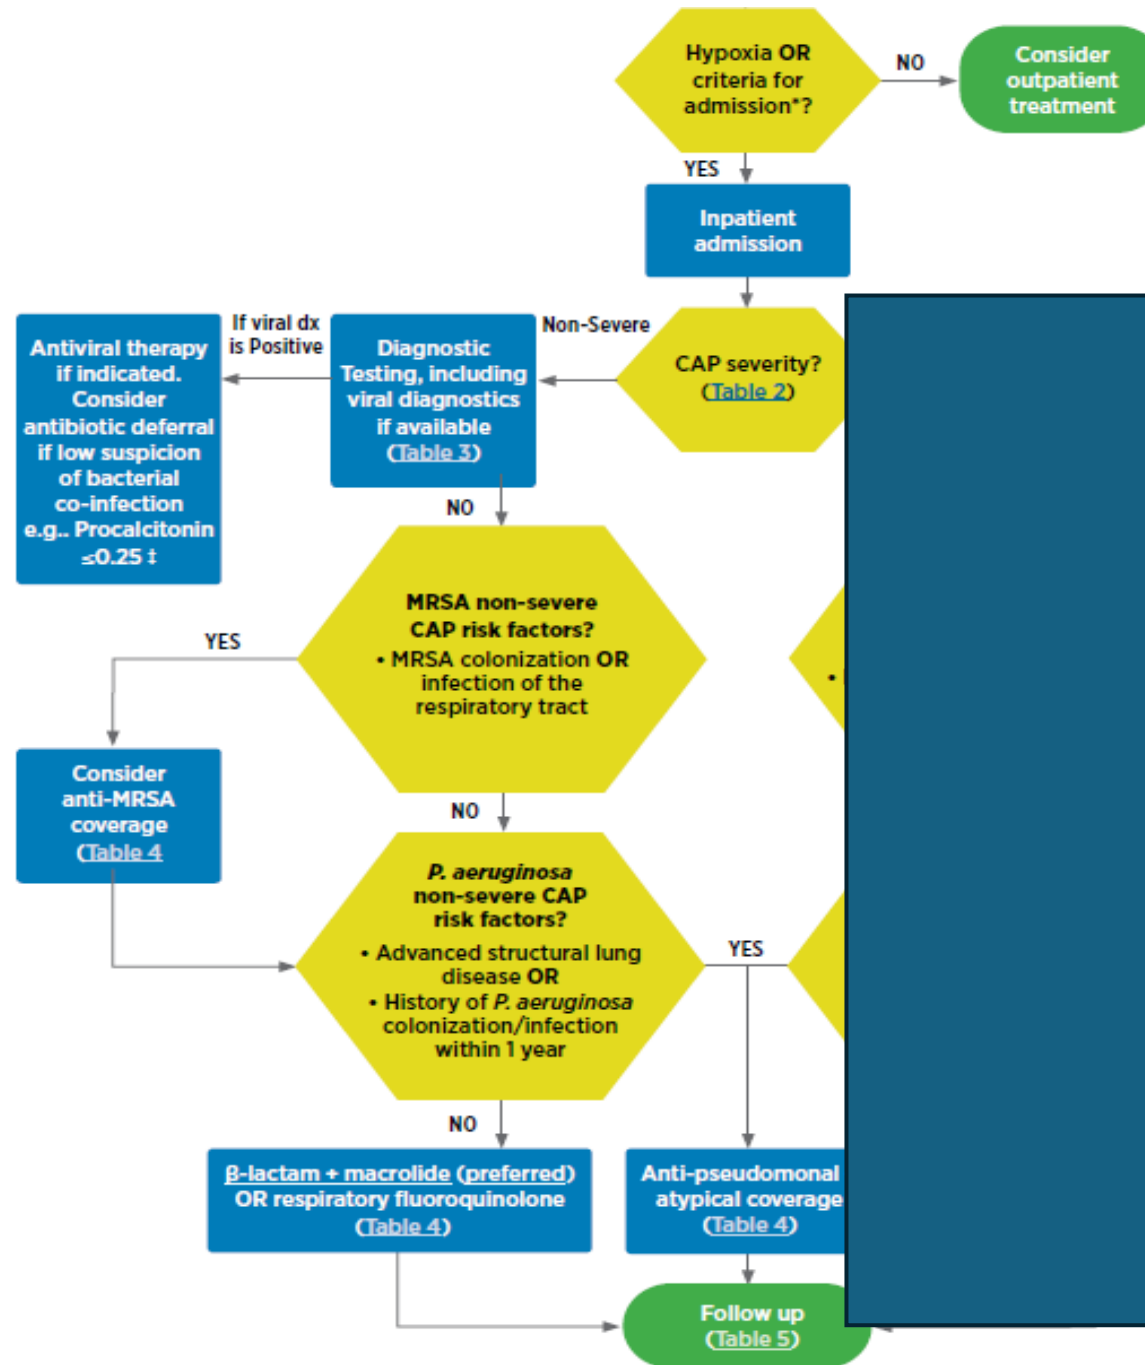 Hypoxia OR
criteria for
admission*?
NO
Consider
outpatient
treatment
YES
Inpatient
admission
CAP severity?
(Table 2)
Non-Severe
Diagnostic
Testing, including
viral diagnostics
if available
(Table 3)
If viral dx
is Positive
Antiviral therapy
if indicated.
Consider
antibiotic deferral
if low suspicion
of bacterial
co-infection
e.g.. Procalcitonin
≤0.25 ‡
NO
MRSA non-severe
CAP risk factors?
• MRSA colonization OR
infection of the
respiratory tract
YES
Consider
anti-MRSA
coverage
(Table 4
NO
P. aeruginosa
non-severe CAP
risk factors?
• Advanced structural lung
disease OR
• History of P. aeruginosa
colonization/infection
within 1 year
YES
NO
β-lactam + macrolide (preferred)
OR respiratory fluoroquinolone
(Table 4)
Anti-pseudomonal
atypical coverage
(Table 4)
Follow up
(Table 5)